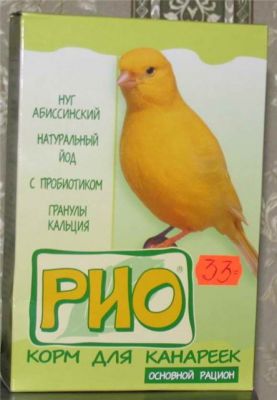 НУГ
АБИССИНСКИЙ
НАТУРАЛЬНЫЙ
ЙОД
С ПРОБИОТИКОМ
ГРАНУЛЫ
КАЛЬЦИЯ
33=
РИО®
КОРМ ДЛЯ КАНАРЕЕК
ОСНОВНОЙ РАЦИОН